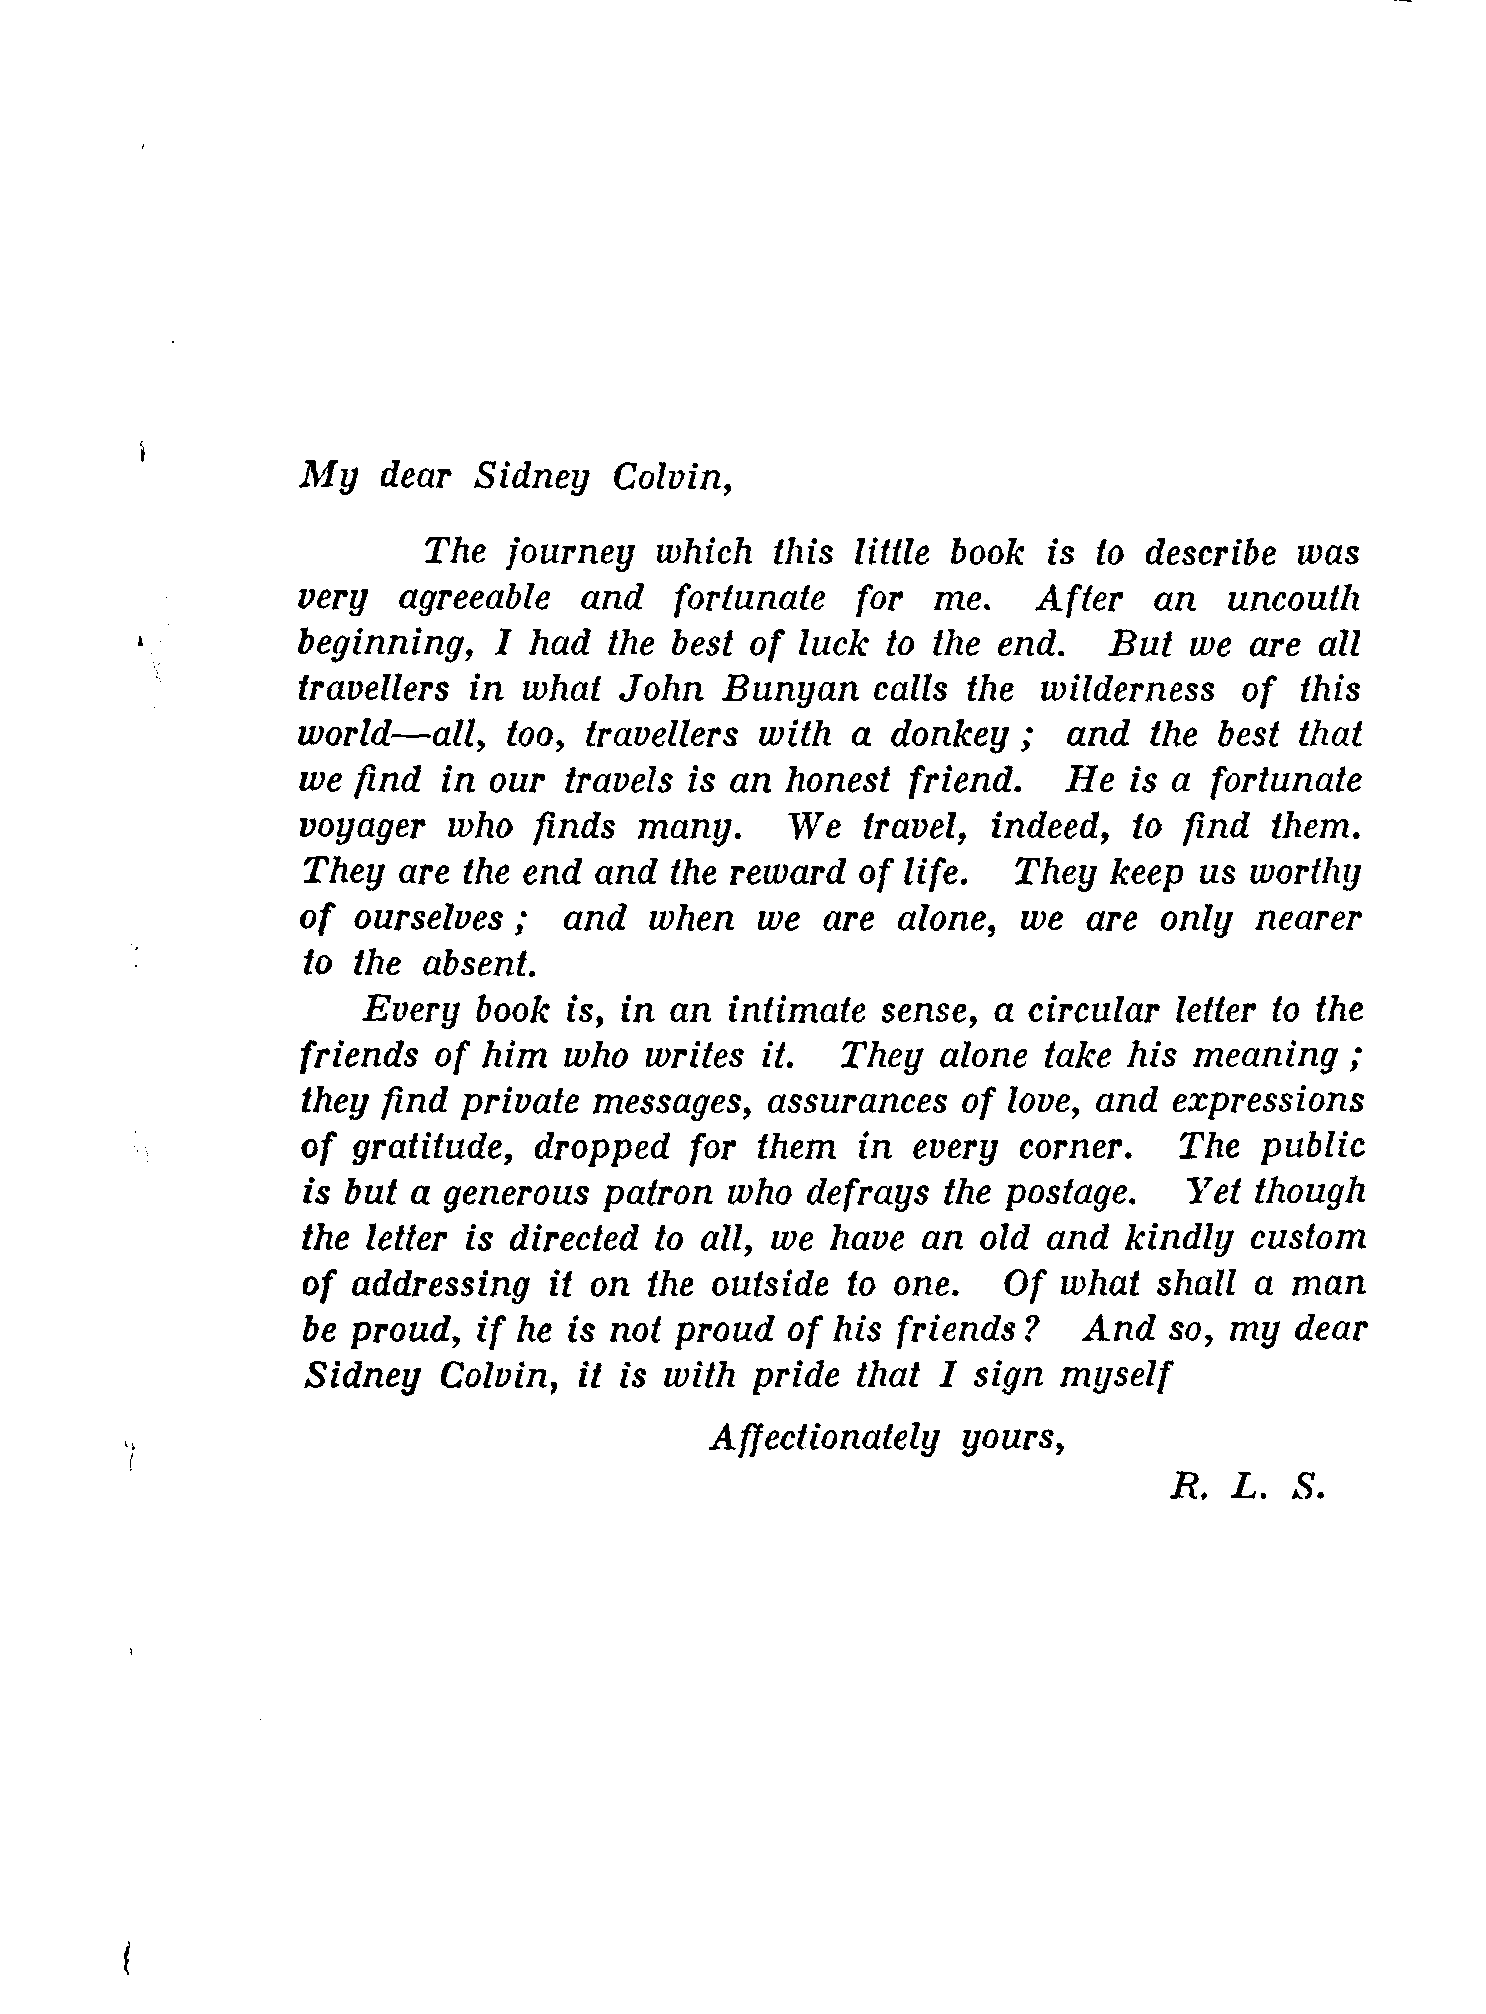 My dear Sidney Colvin,
The journey which this little book is to describe was
very agreeable and fortunate for me. After an uncouth
beginning, I had the best of luck to the end. But we are all
travellers in what John Bunyan calls the wilderness of this
world—all, too, travellers with a donkey ; and the best that
we find in our travels is an honest friend. He is a fortunate
voyager who finds many. We travel, indeed, to find them.
They are the end and the reward of life. They keep us worthy
of ourselves ; and when we are alone, we are only nearer
to the absent.
Every book is, in an intimate sense, a circular letter to the
friends of him who writes it. They alone take his meaning ;
they find private messages, assurances of love, and expressions
of gratitude, dropped for them in every corner. The public
is but a generous patron who defrays the postage. Yet though
the letter is directed to all, we have an old and kindly custom
of addressing it on the outside to one. Of what shall a man
be proud, if he is not proud of his friends ? And so, my dear
Sidney Colvin, it is with pride that I sign myself
Affectionately yours,
R. L. S.